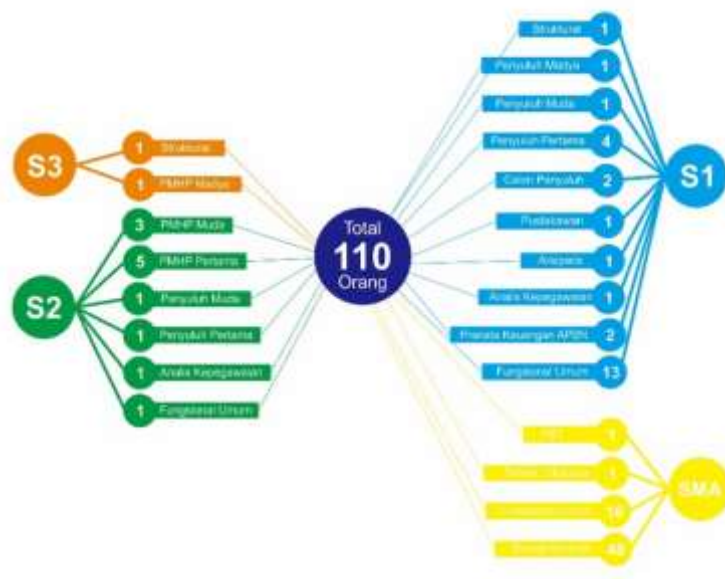 S3
1 Struktural
1 PMHP Madya
S2
3 PMHP Muda
5 PMHP Pertama
1 Penyuluh Muda
1 Penyuluh Pertama
1 Analis Kepegawaian
1 Fungsional Umum
Total
110
Orang
Struktural 1
Penyuluh Madya 1
Penyuluh Muda 1
Penyuluh Pertama 4
Calon Penyuluh 2
Pustakawan 1
Arsiparis 1
Analis Kepegawaian 1
Pranata Keuangan APBN 2
Fungsional Umum 13
S1
1
1
SMA